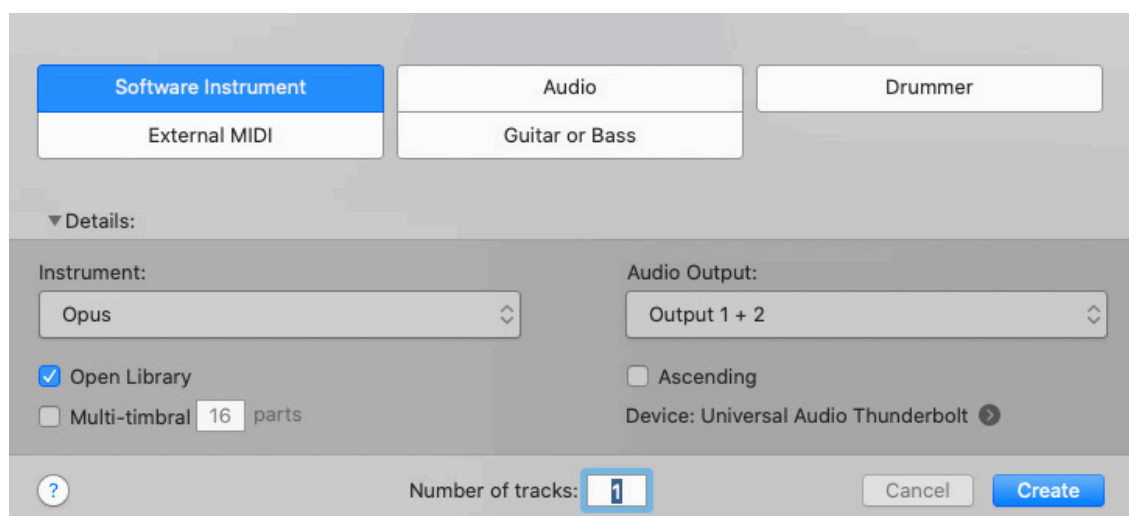 Software Instrument
Audio
Drummer
External MIDI
Guitar or Bass
Details:
Instrument:
Audio Output:
Opus
Output 1 + 2
Open Library
Ascending
Multi-timbral 16 parts
Device: Universal Audio Thunderbolt
?
Number of tracks: 1
Cancel
Create